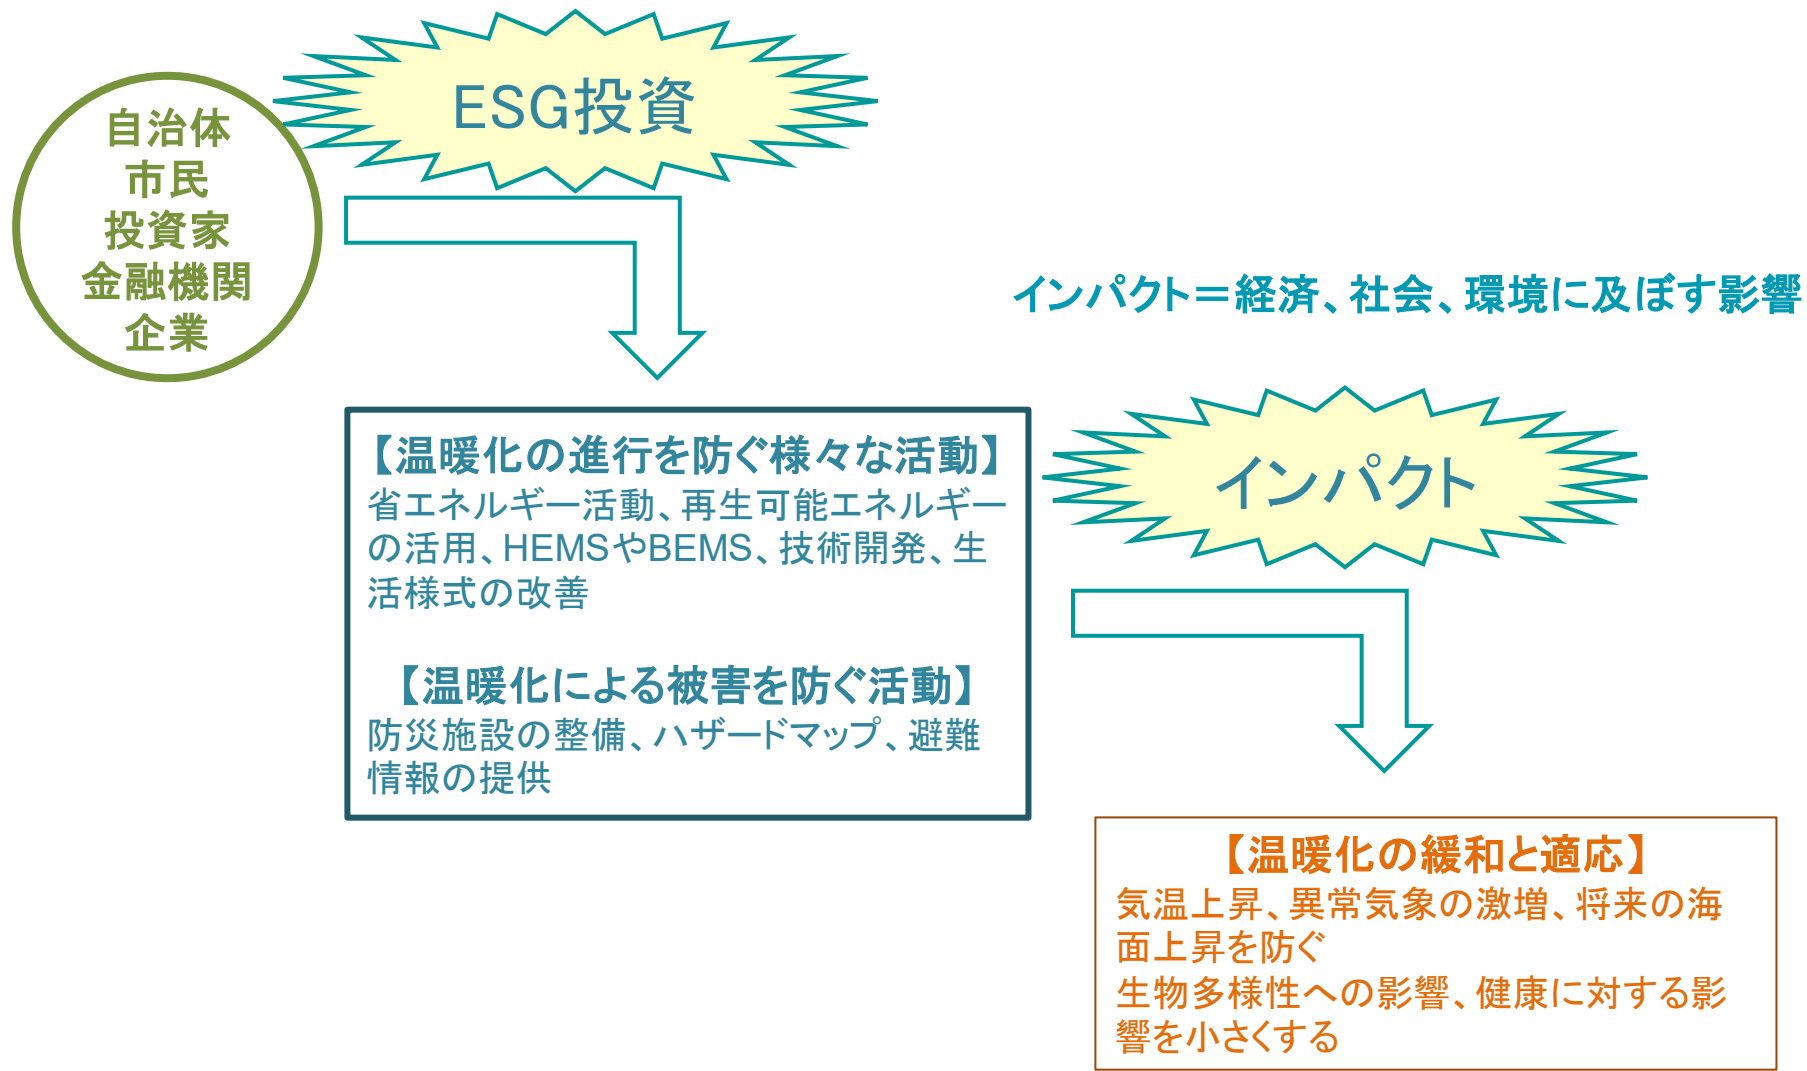 ESG投資
自治体
市民
投資家
金融機関
企業
インパクト＝経済、社会、環境に及ぼす影響
【温暖化の進行を防ぐ様々な活動】
省エネルギー活動、再生可能エネルギー
の活用、HEMSやBEMS、技術開発、生
活様式の改善
【温暖化による被害を防ぐ活動】
防災施設の整備、ハザードマップ、避難
情報の提供
インパクト
【温暖化の緩和と適応】
気温上昇、異常気象の激増、将来の海
面上昇を防ぐ
生物多様性への影響、健康に対する影
響を小さくする